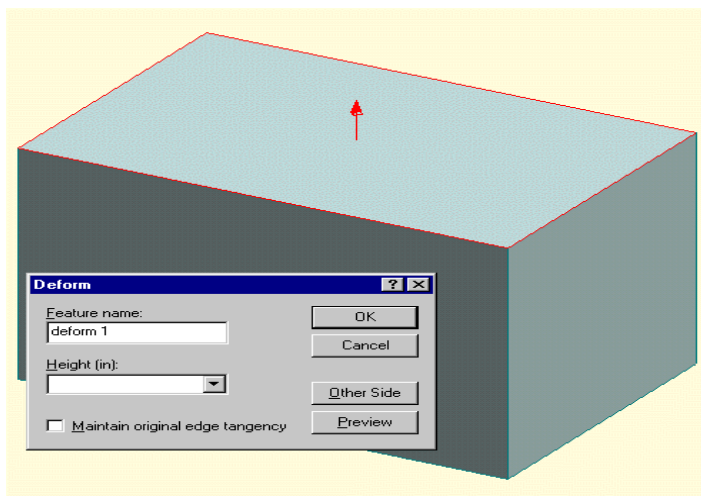 Deform
Feature name:
deform 1
Height (in):
Maintain original edge tangency
OK
Cancel
Other Side
Preview